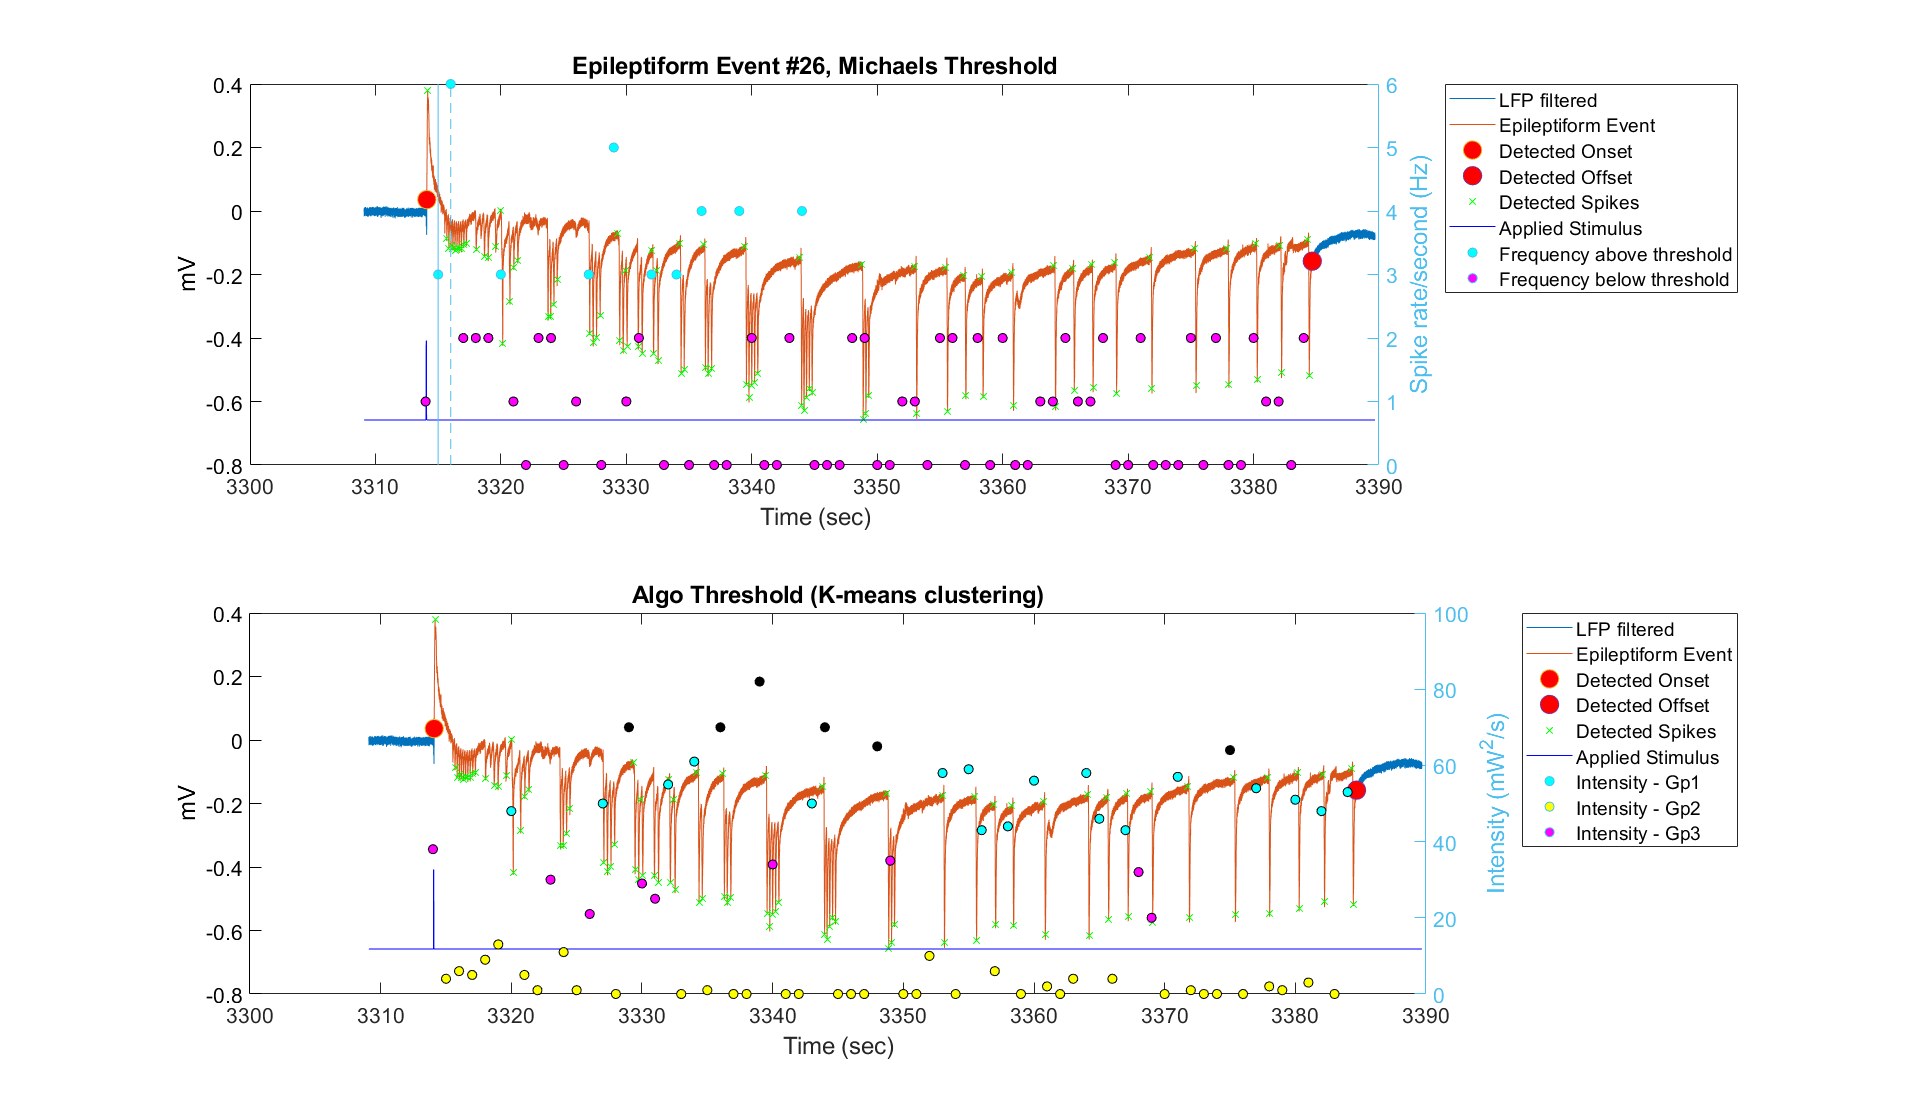 Epileptiform Event #26, Michaels Threshold
0.4
0.2
0
-0.2
-0.4
-0.6
-0.8
mV
3300
3310
3320
3330
3340
3350
3360
3370
3380
3390
Time (sec)
6
5
4
3
2
1
0
Spike rate/second (Hz)
LFP filtered
Epileptiform Event
Detected Onset
Detected Offset
Detected Spikes
Applied Stimulus
Frequency above threshold
Frequency below threshold
Algo Threshold (K-means clustering)
0.4
0.2
0
-0.2
-0.4
-0.6
-0.8
mV
3300
3310
3320
3330
3340
3350
3360
3370
3380
3390
Time (sec)
100
80
60
40
20
0
Intensity (mW²/s)
LFP filtered
Epileptiform Event
Detected Onset
Detected Offset
Detected Spikes
Applied Stimulus
Intensity - Gp1
Intensity - Gp2
Intensity - Gp3